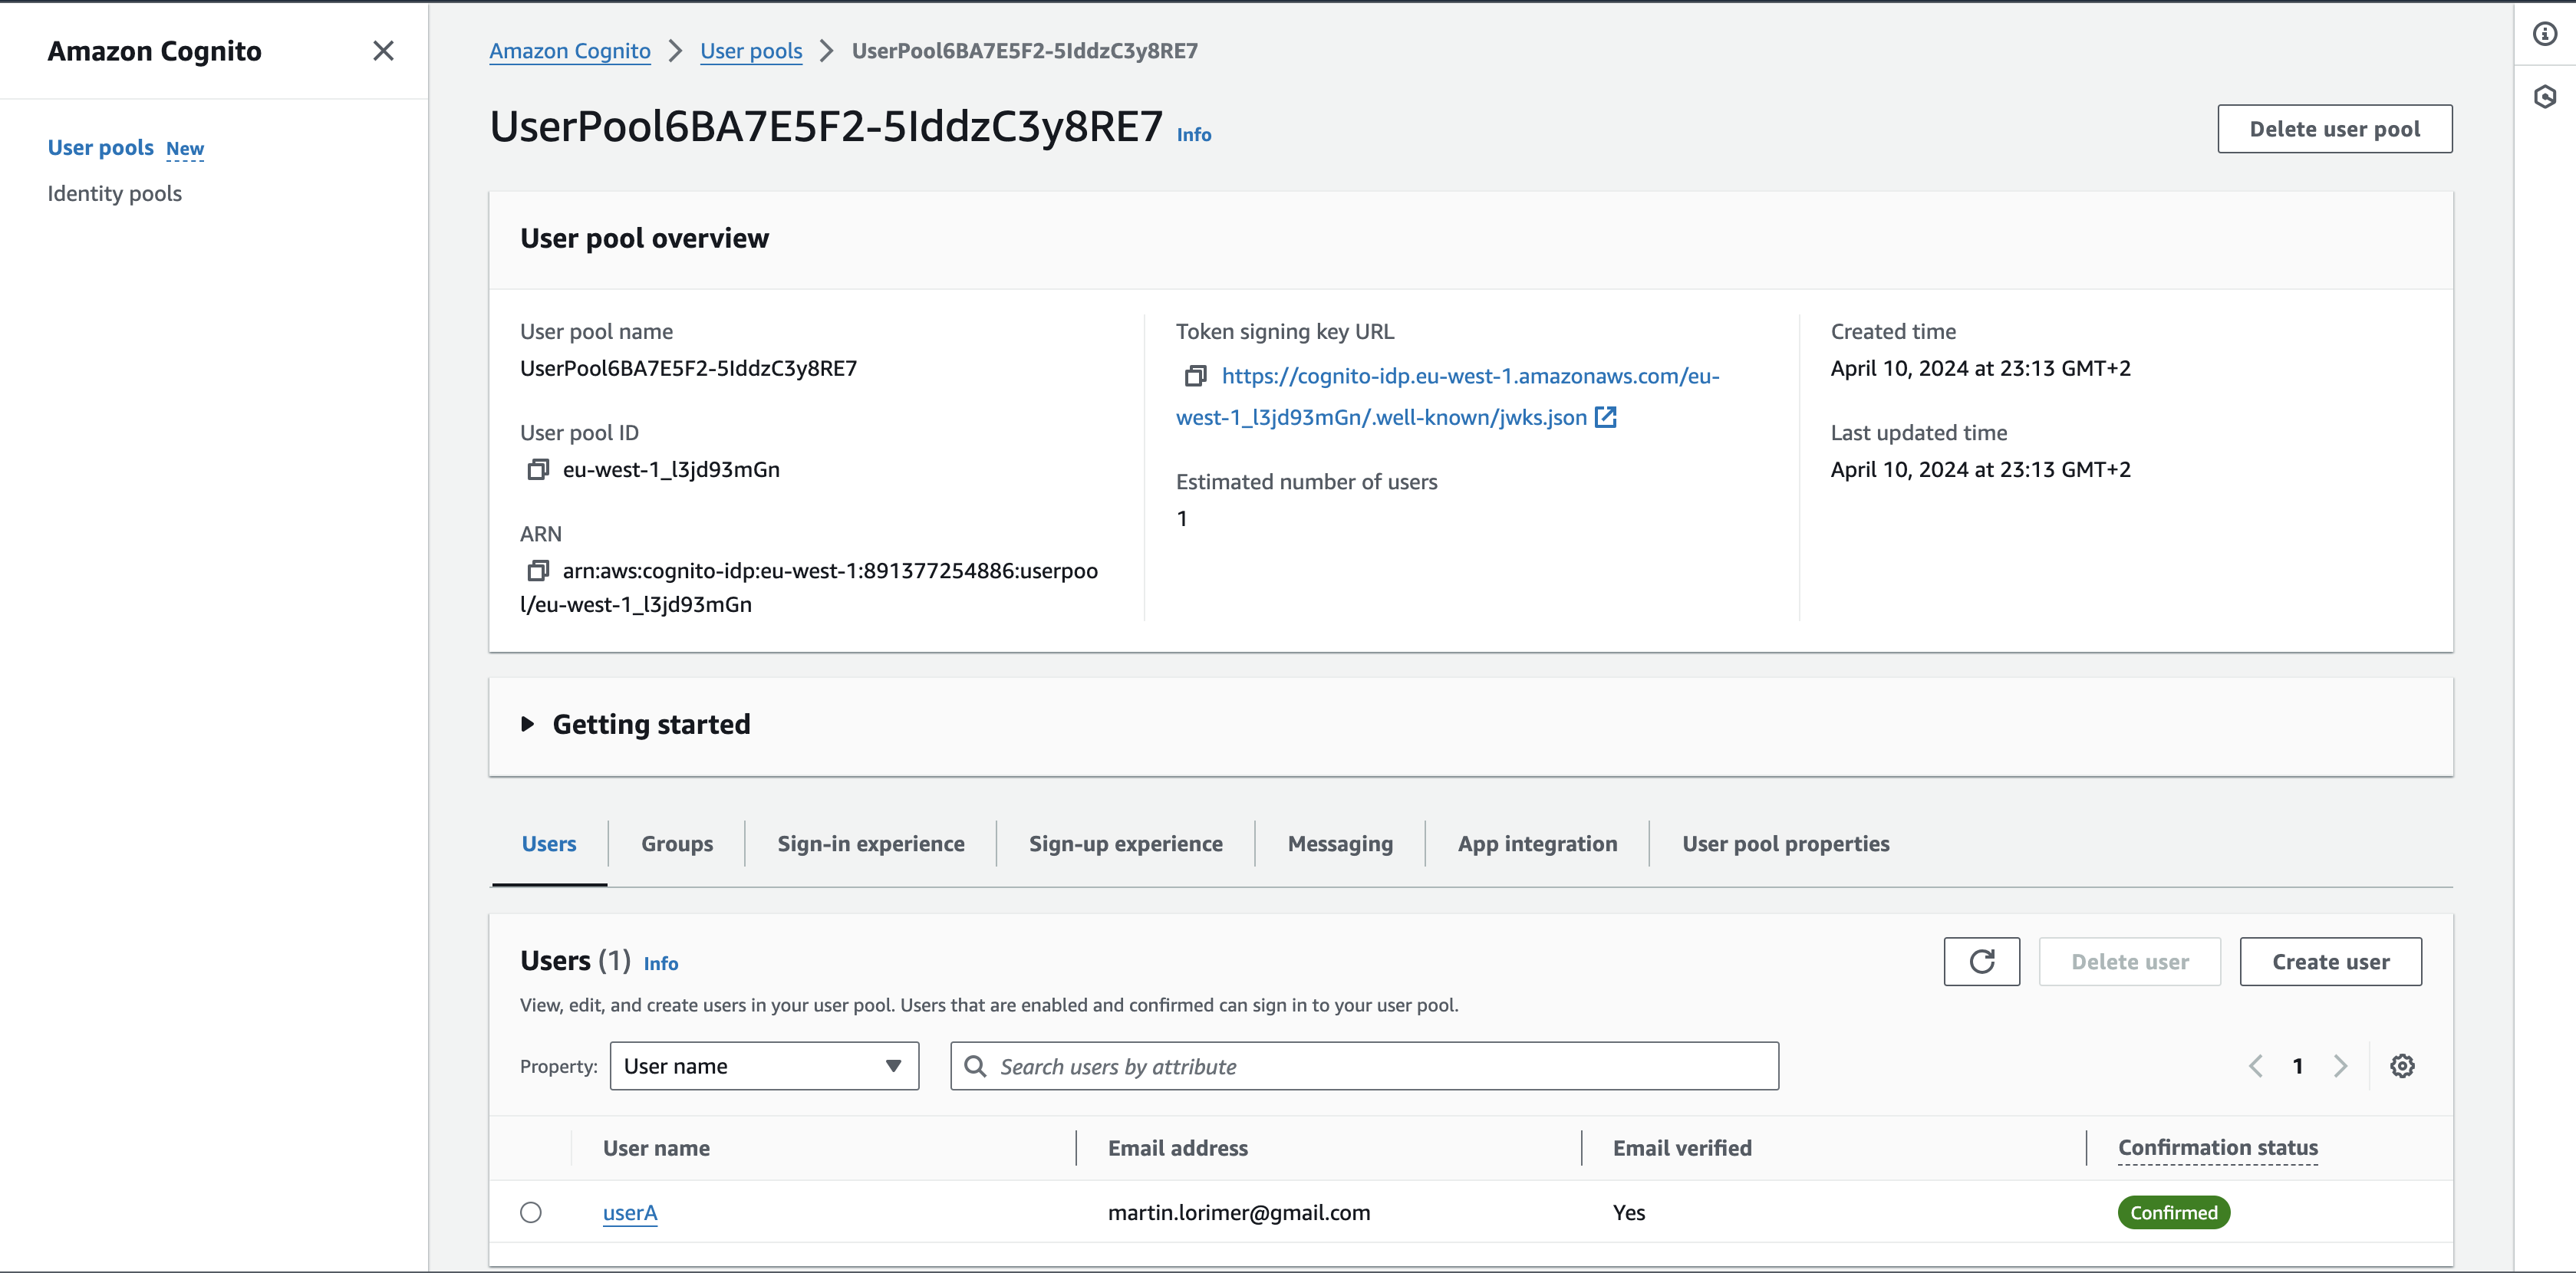 Amazon Cognito
User pools New
Identity pools
Amazon Cognito User pools UserPool6BA7E5F2-5IddzC3y8RE7
UserPool6BA7E5F2-5IddzC3y8RE7 Info
Delete user pool
User pool overview
User pool name
UserPool6BA7E5F2-5IddzC3y8RE7
User pool ID
eu-west-1_l3jd93mGn
ARN
arn:aws:cognito-idp:eu-west-1:891377254886:userpoo
l/eu-west-1_l3jd93mGn
Token signing key URL
https://cognito-idp.eu-west-1.amazonaws.com/eu-
west-1_l3jd93mGn/.well-known/jwks.json
Estimated number of users
1
Created time
April 10, 2024 at 23:13 GMT+2
Last updated time
April 10, 2024 at 23:13 GMT+2
Getting started
Users Groups Sign-in experience Sign-up experience Messaging App integration User pool properties
Users (1) Info
Delete user Create user
View, edit, and create users in your user pool. Users that are enabled and confirmed can sign in to your user pool.
Property: User name Search users by attribute 1
User name Email address Email verified Confirmation status
userA martin.lorimer@gmail.com Yes Confirmed